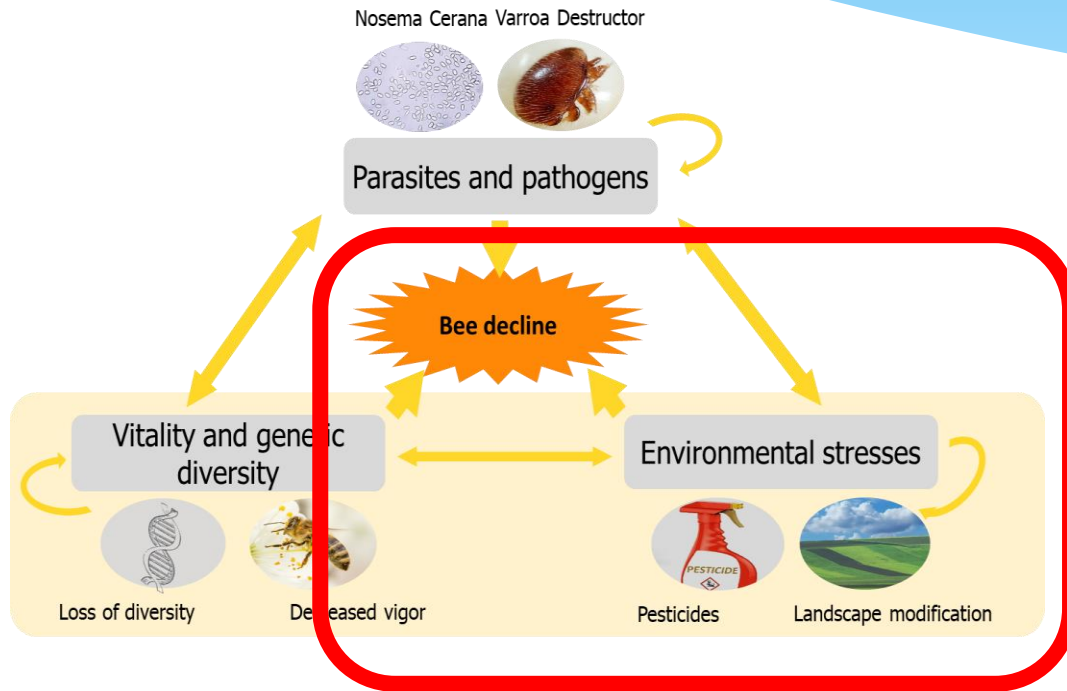 Nosema Cerana Varroa Destructor
Parasites and pathogens
Bee decline
Vitality and genetic
diversity
Environmental stresses
PESTICIDE
Loss of diversity
vigor
Pesticides
Landscape modification